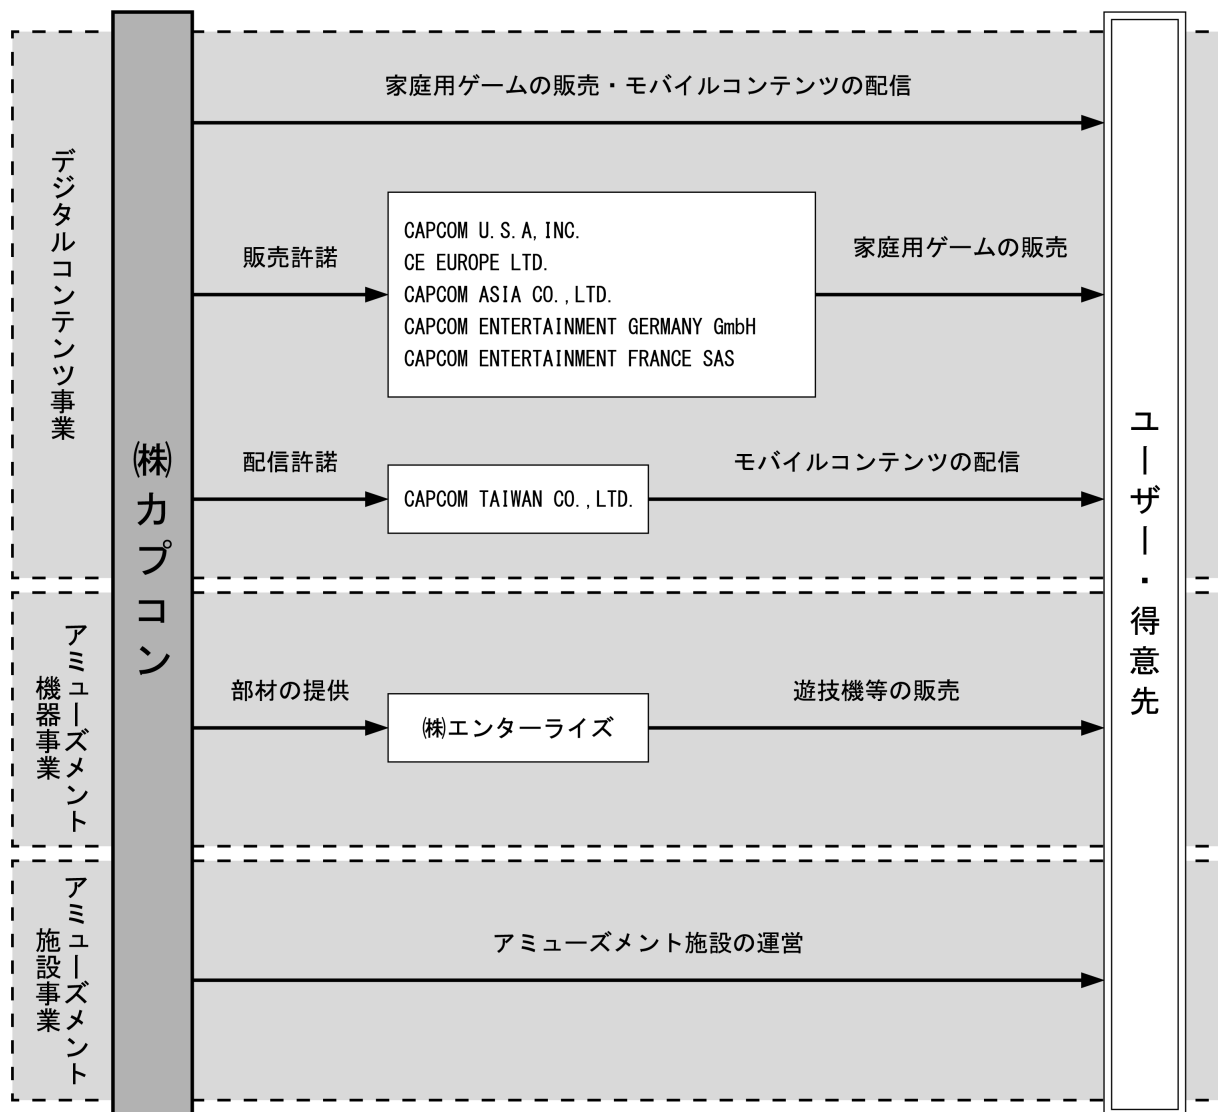 デジタルコンテンツ事業
㈱カプコン
家庭用ゲームの販売・モバイルコンテンツの配信
販売許諾
CAPCOM U.S.A,INC.
CE EUROPE LTD.
CAPCOM ASIA CO.,LTD.
CAPCOM ENTERTAINMENT GERMANY GmbH
CAPCOM ENTERTAINMENT FRANCE SAS
家庭用ゲームの販売
配信許諾
CAPCOM TAIWAN CO.,LTD.
モバイルコンテンツの配信
ユーザー・得意先
アミューズメント
機器事業
部材の提供
㈱エンターライズ
遊技機等の販売
アミューズメント
施設事業
アミューズメント施設の運営